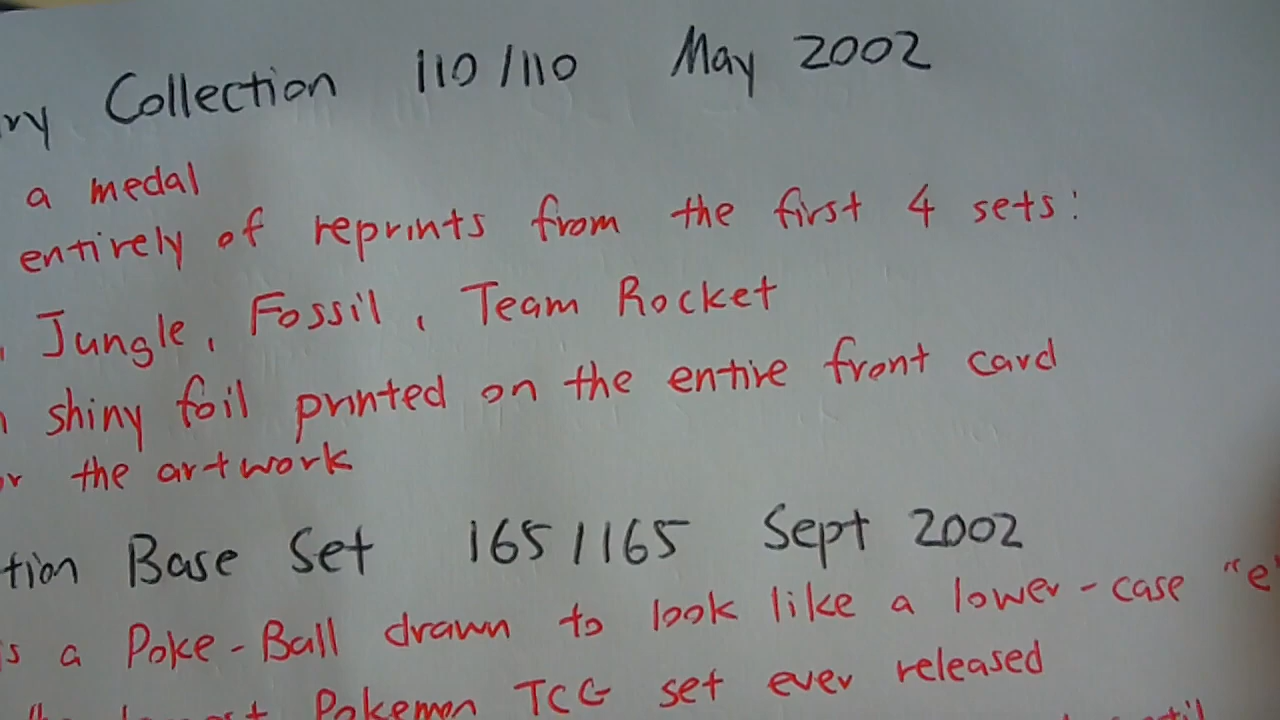 ry Collection 110/110 May 2002
a medal
entirely of reprints from the first 4 sets:
, Jungle, Fossil, Team Rocket
shiny foil printed on the entire front card
or the artwork
tion Base Set 165/165 Sept 2002
is a Poke-Ball drawn to look like a lower-case "e"
Pokemon TCG set ever released